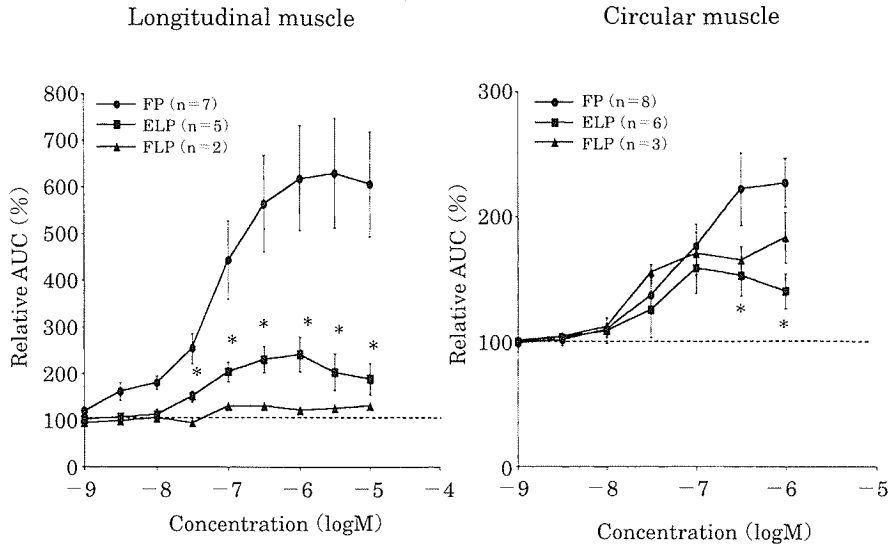 Longitudinal muscle
Relative AUC (%)
800
700
600
500
400
300
200
100
0
FP (n=7)
ELP (n=5)
FLP (n=2)
*
*
*
*
*
*
−9
−8
−7
−6
−5
−4
Concentration (logM)
Circular muscle
Relative AUC (%)
300
200
100
0
FP (n=8)
ELP (n=6)
FLP (n=3)
*
*
−9
−8
−7
−6
−5
Concentration (logM)